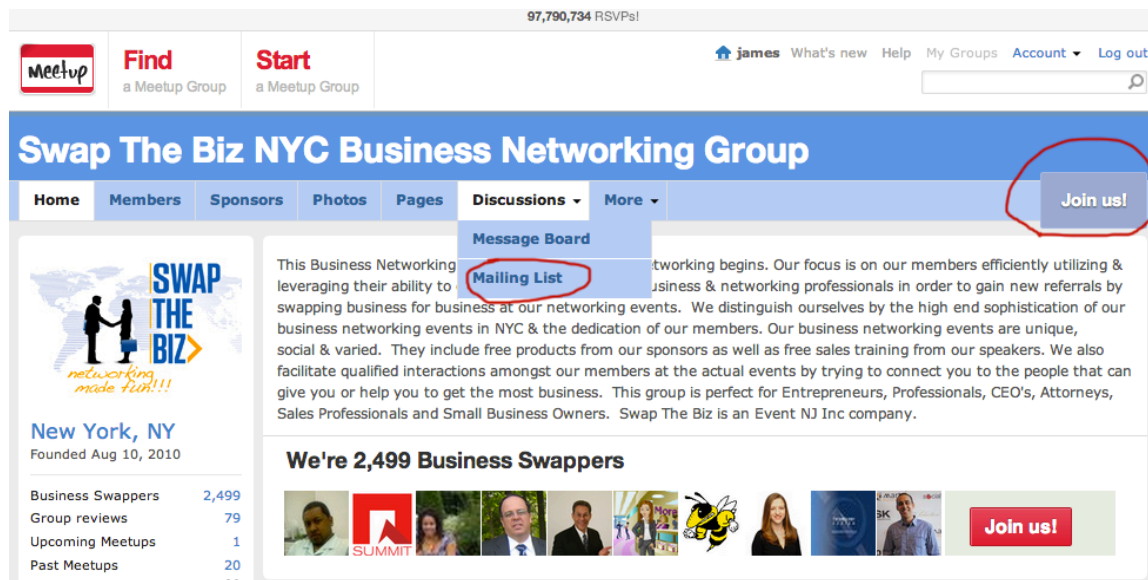 97,790,734 RSVPs!
Meetup
Find
a Meetup Group
Start
a Meetup Group
james What's new Help My Groups Account Log out
Swap The Biz NYC Business Networking Group
Home Members Sponsors Photos Pages Discussions More Join us!
Message Board
Mailing List
SWAP
THE
BIZ
networking
made fun!!!
New York, NY
Founded Aug 10, 2010
Business Swappers 2,499
Group reviews 79
Upcoming Meetups 1
Past Meetups 20
This Business Networking tworking begins. Our focus is on our members efficiently utilizing &
leveraging their ability to usiness & networking professionals in order to gain new referrals by
swapping business for business at our networking events. We distinguish ourselves by the high end sophistication of our
business networking events in NYC & the dedication of our members. Our business networking events are unique,
social & varied. They include free products from our sponsors as well as free sales training from our speakers. We also
facilitate qualified interactions amongst our members at the actual events by trying to connect you to the people that can
give you or help you to get the most business. This group is perfect for Entrepreneurs, Professionals, CEO's, Attorneys,
Sales Professionals and Small Business Owners. Swap The Biz is an Event NJ Inc company.
We're 2,499 Business Swappers
SUMMIT
More
Join us!